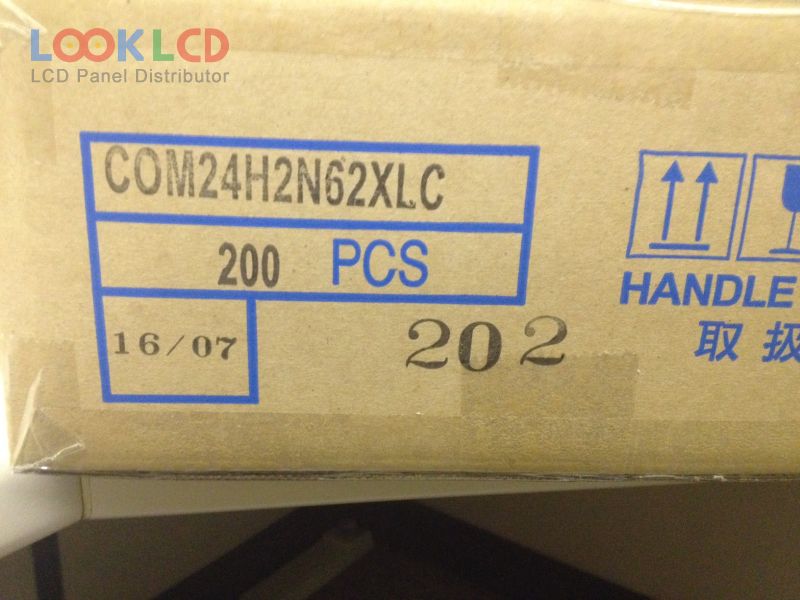 LOOKLCD
LCD Panel Distributor
COM24H2N62XLC
200 PCS
16/07
202
HANDLE
取扱